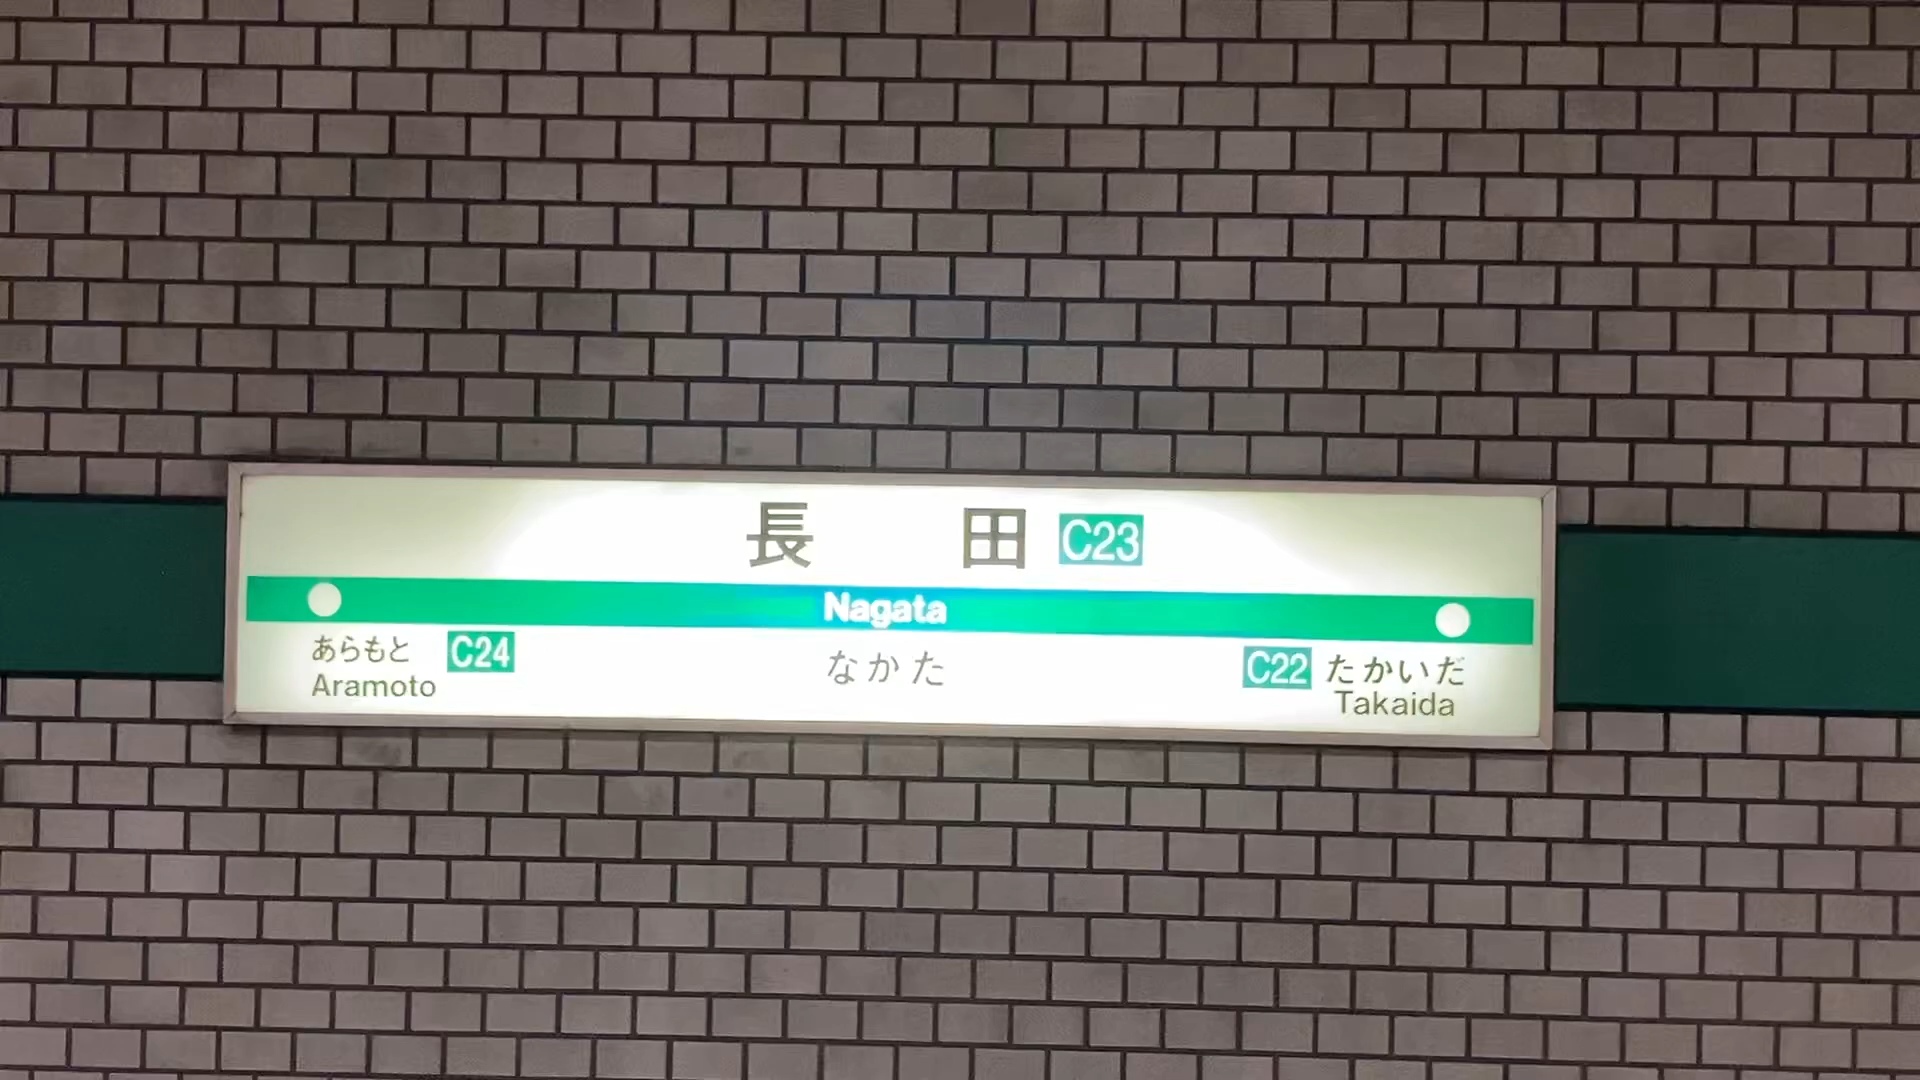 長田 C23
Nagata
あらもと C24
Aramoto
なかた
C22 たかいだ
Takaida